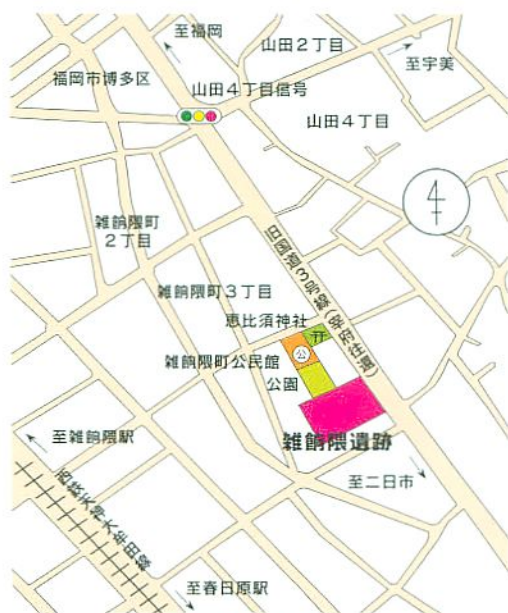 至福岡
山田2丁目
至宇美
福岡市博多区
山田4丁目信号
山田4丁目
雑餉隈町
2丁目
旧国道3号線(宰府往還)
雑餉隈町3丁目
恵比須神社
雑餉隈町公民館
公
公園
雑餉隈遺跡
至雑餉隈駅
至二日市
西鉄天神大牟田線
至春日原駅